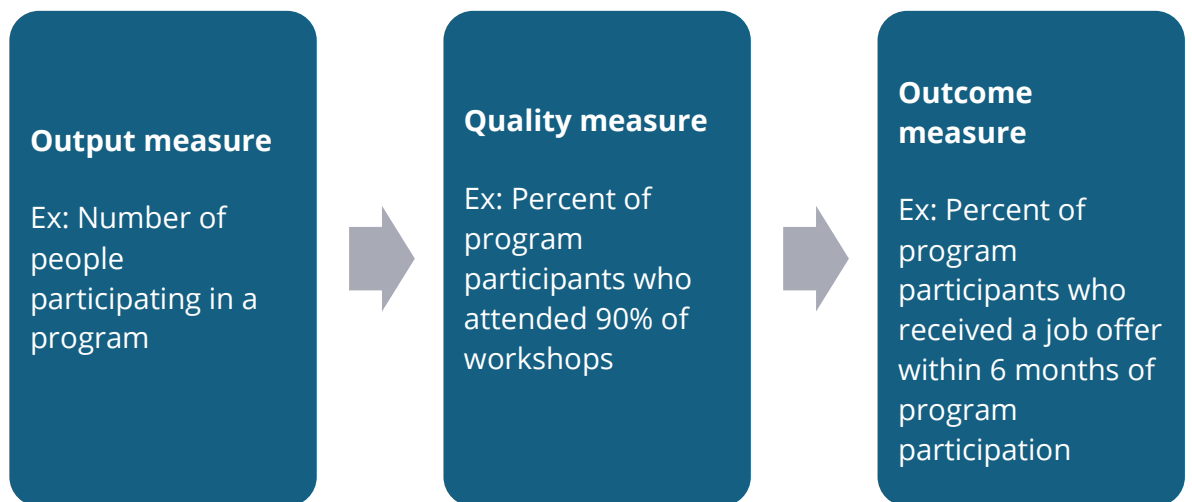 Output measure
Ex: Number of
people
participating in a
program
Quality measure
Ex: Percent of
program
participants who
attended 90% of
workshops
Outcome
measure
Ex: Percent of
program
participants who
received a job offer
within 6 months of
program
participation